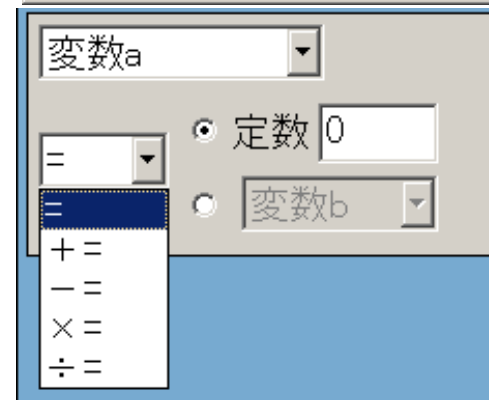 変数a
定数 0
=
変数b
=
+=
−=
×=
÷=